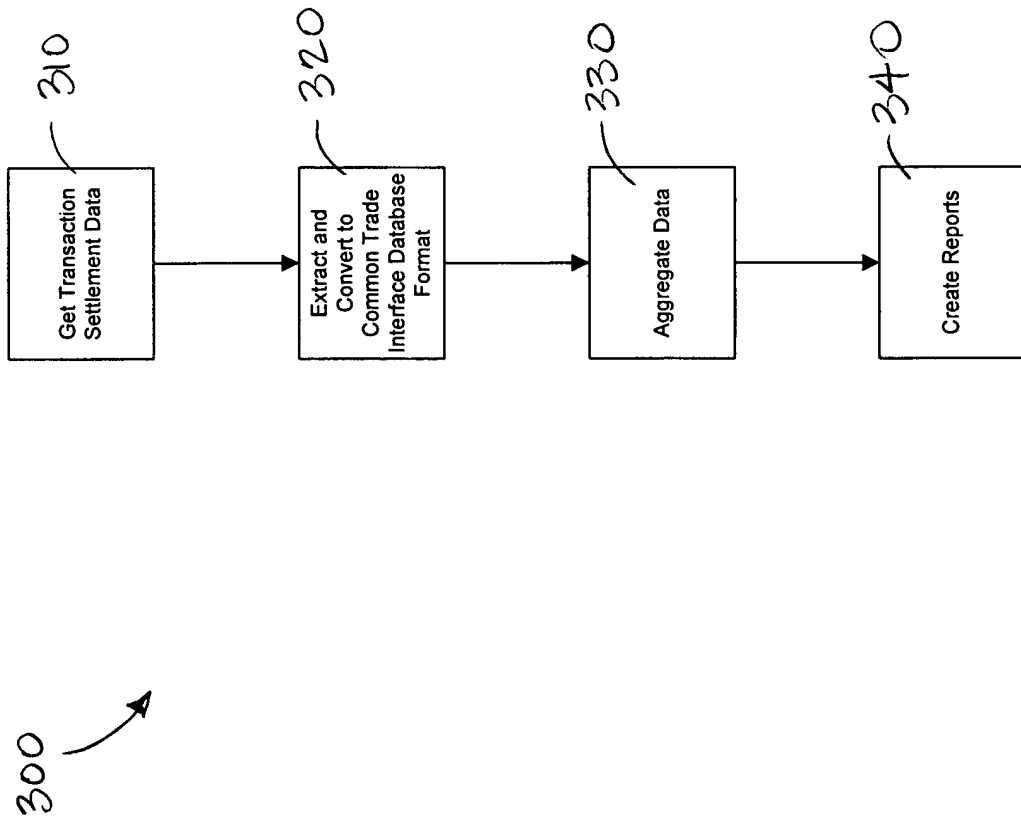 300
310
Get Transaction
Settlement Data
320
Extract and
Convert to
Common Trade
Interface Database
Format
330
Aggregate Data
340
Create Reports